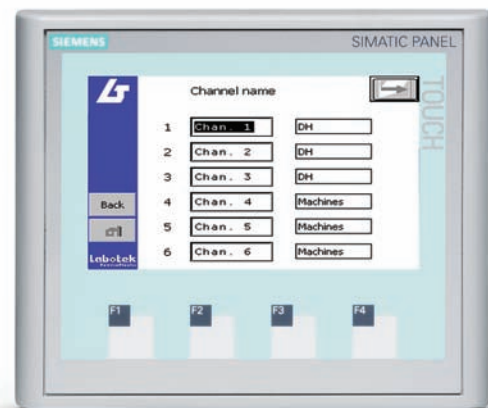 SIEMENS
SIMATIC PANEL
TOUCH
Channel name
1 Chan. 1 DH
2 Chan. 2 DH
3 Chan. 3 DH
4 Chan. 4 Machines
5 Chan. 5 Machines
6 Chan. 6 Machines
Back
Labotek
F1 F2 F3 F4